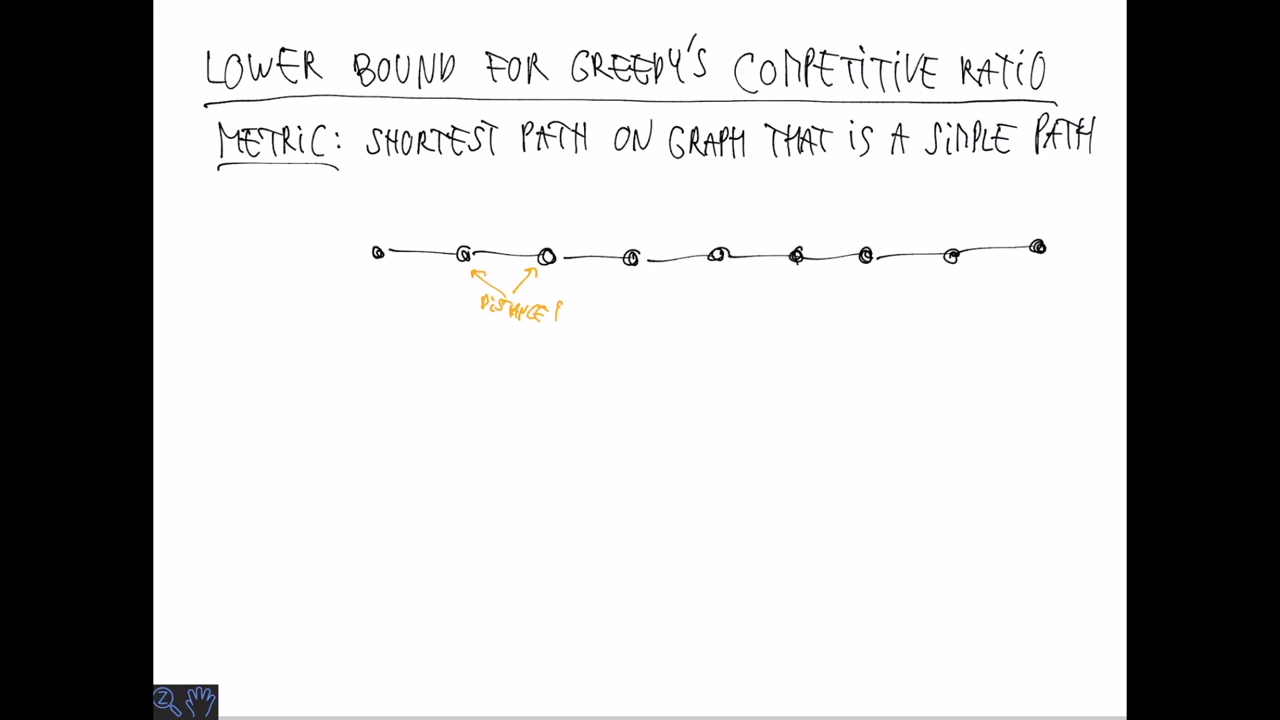 LOWER BOUND FOR GREEDY'S COMPETITIVE RATIO
METRIC: SHORTEST PATH ON GRAPH THAT IS A SIMPLE PATH
DISTANCE 1
Z